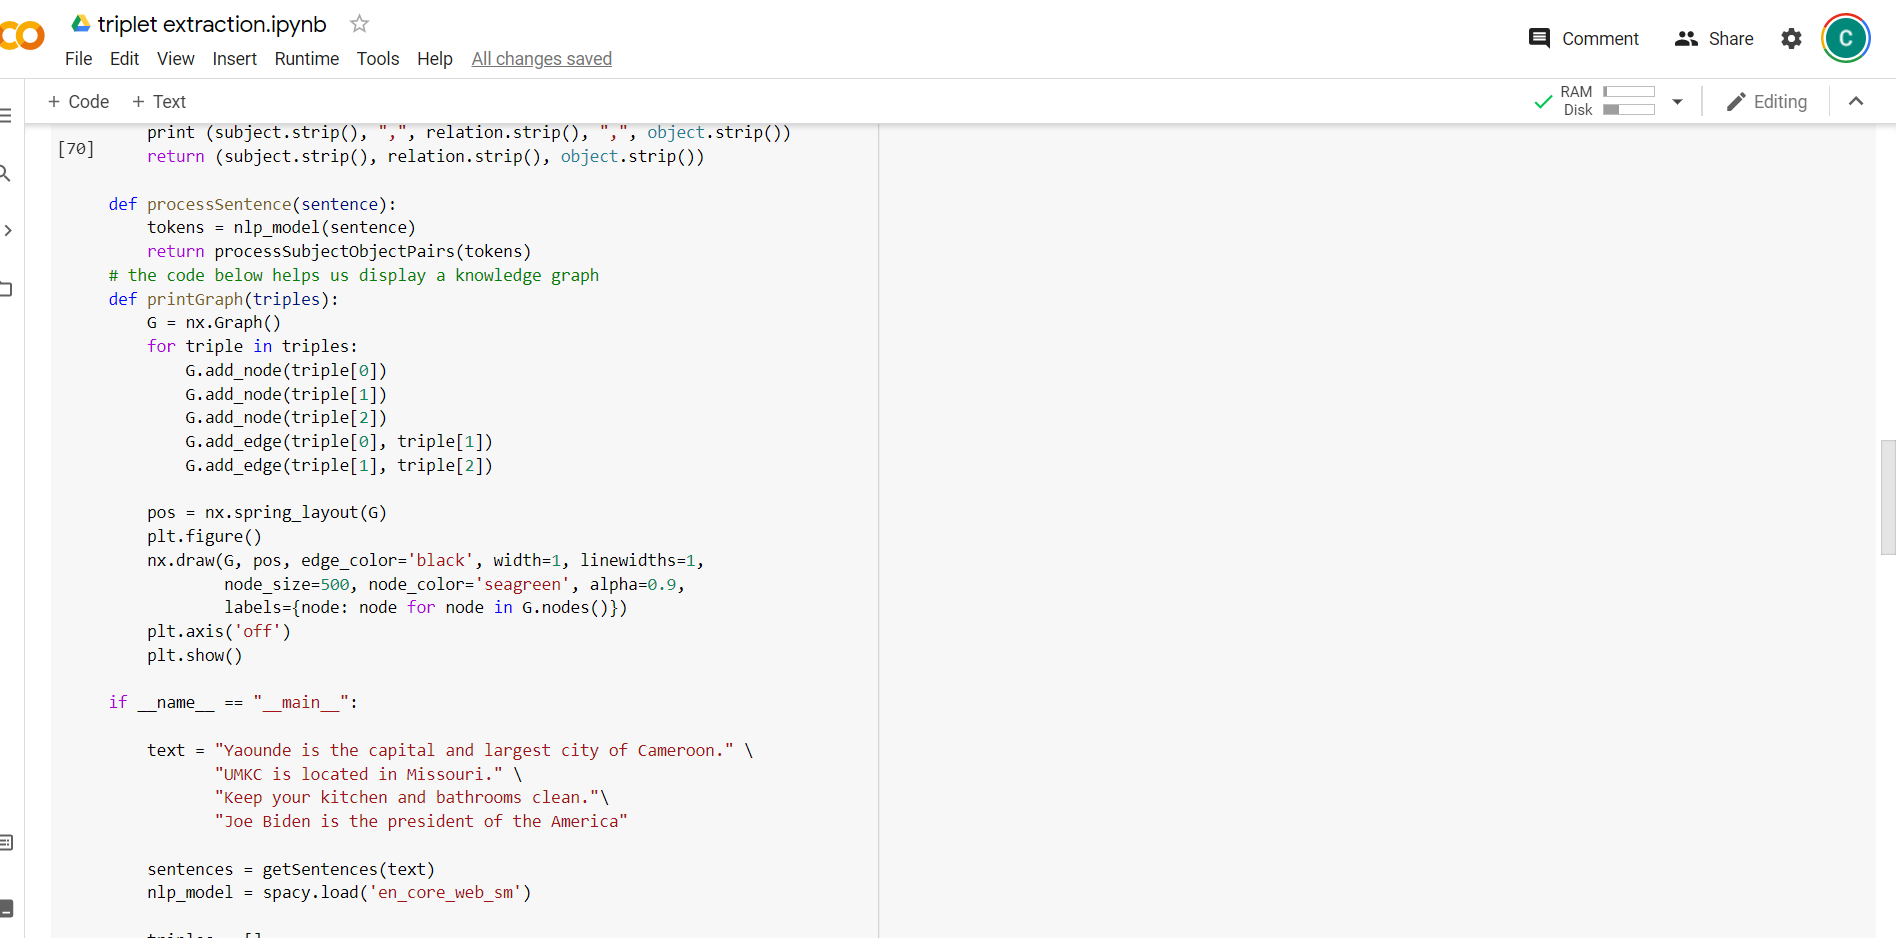 triplet extraction.ipynb
File Edit View Insert Runtime Tools Help All changes saved
Comment Share C
+ Code + Text
RAM
Disk
Editing
[70]
print (subject.strip(), ",", relation.strip(), ",", object.strip())
return (subject.strip(), relation.strip(), object.strip())
def processSentence(sentence):
tokens = nlp_model(sentence)
return processSubjectObjectPairs(tokens)
# the code below helps us display a knowledge graph
def printGraph(triples):
G = nx.Graph()
for triple in triples:
G.add_node(triple[0])
G.add_node(triple[1])
G.add_node(triple[2])
G.add_edge(triple[0], triple[1])
G.add_edge(triple[1], triple[2])
pos = nx.spring_layout(G)
plt.figure()
nx.draw(G, pos, edge_color='black', width=1, linewidths=1,
node_size=500, node_color='seagreen', alpha=0.9,
labels={node: node for node in G.nodes()})
plt.axis('off')
plt.show()
if __name__ == "__main__":
text = "Yaounde is the capital and largest city of Cameroon." \
"UMKC is located in Missouri." \
"Keep your kitchen and bathrooms clean."\
"Joe Biden is the president of the America"
sentences = getSentences(text)
nlp_model = spacy.load('en_core_web_sm')